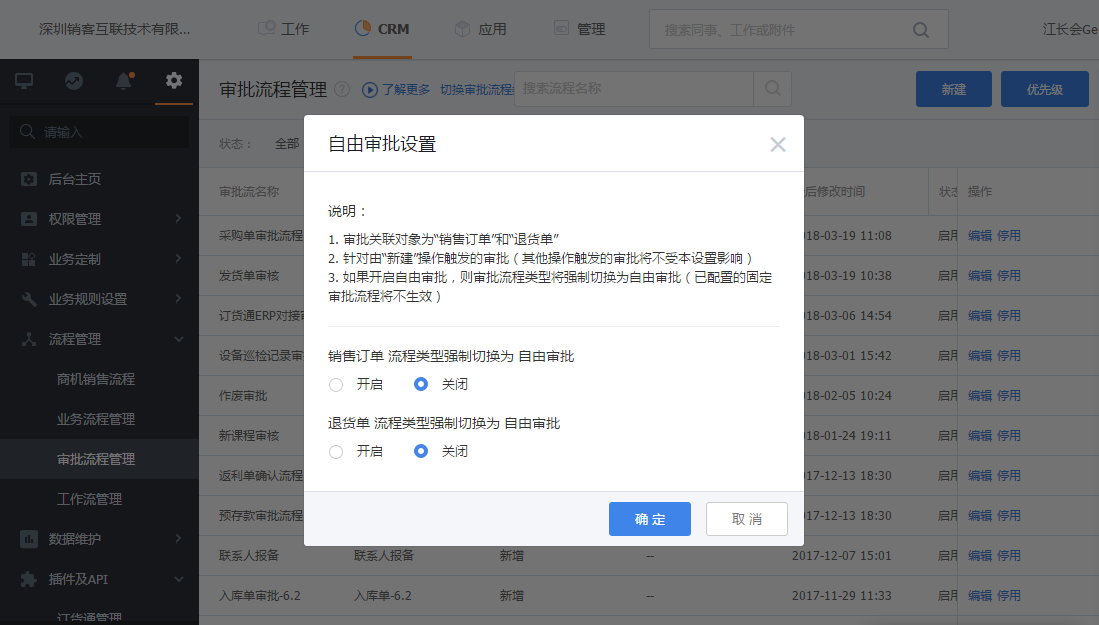 深圳销客互联技术有限...
工作
CRM
应用
管理
搜索同事、工作或附件
江长会Ge
审批流程管理
?
了解更多
切换审批流程
搜索流程名称
新建
优先级
请输入
后台主页
权限管理
业务定制
业务规则设置
流程管理
商机销售流程
业务流程管理
审批流程管理
工作流管理
数据维护
插件及API
订货通管理
状态：
全部
审批流名称
后修改时间
状态
操作
采购单审批流程
18-03-19 11:08
启用
编辑 停用
发货单审核
18-03-19 10:38
启用
编辑 停用
订货通ERP对接审
18-03-06 14:54
启用
编辑 停用
设备巡检记录审
18-03-01 15:42
启用
编辑 停用
作废审批
18-02-05 10:24
启用
编辑 停用
新课程审核
18-01-24 19:11
启用
编辑 停用
返利单确认流程
17-12-13 18:30
启用
编辑 停用
预存款审批流程
17-12-13 18:30
启用
编辑 停用
联系人报备
联系人报备
新增
--
2017-12-07 15:01
启用
编辑 停用
入库单审批-6.2
入库单-6.2
新增
--
2017-11-29 11:33
启用
编辑 停用
自由审批设置
说明：
1. 审批关联对象为“销售订单”和“退货单”
2. 针对由“新建”操作触发的审批（其他操作触发的审批将不受本设置影响）
3. 如果开启自由审批，则审批流程类型将强制切换为自由审批（已配置的固定
审批流程将不生效）
销售订单 流程类型强制切换为 自由审批
开启
关闭
退货单 流程类型强制切换为 自由审批
开启
关闭
确 定
取 消